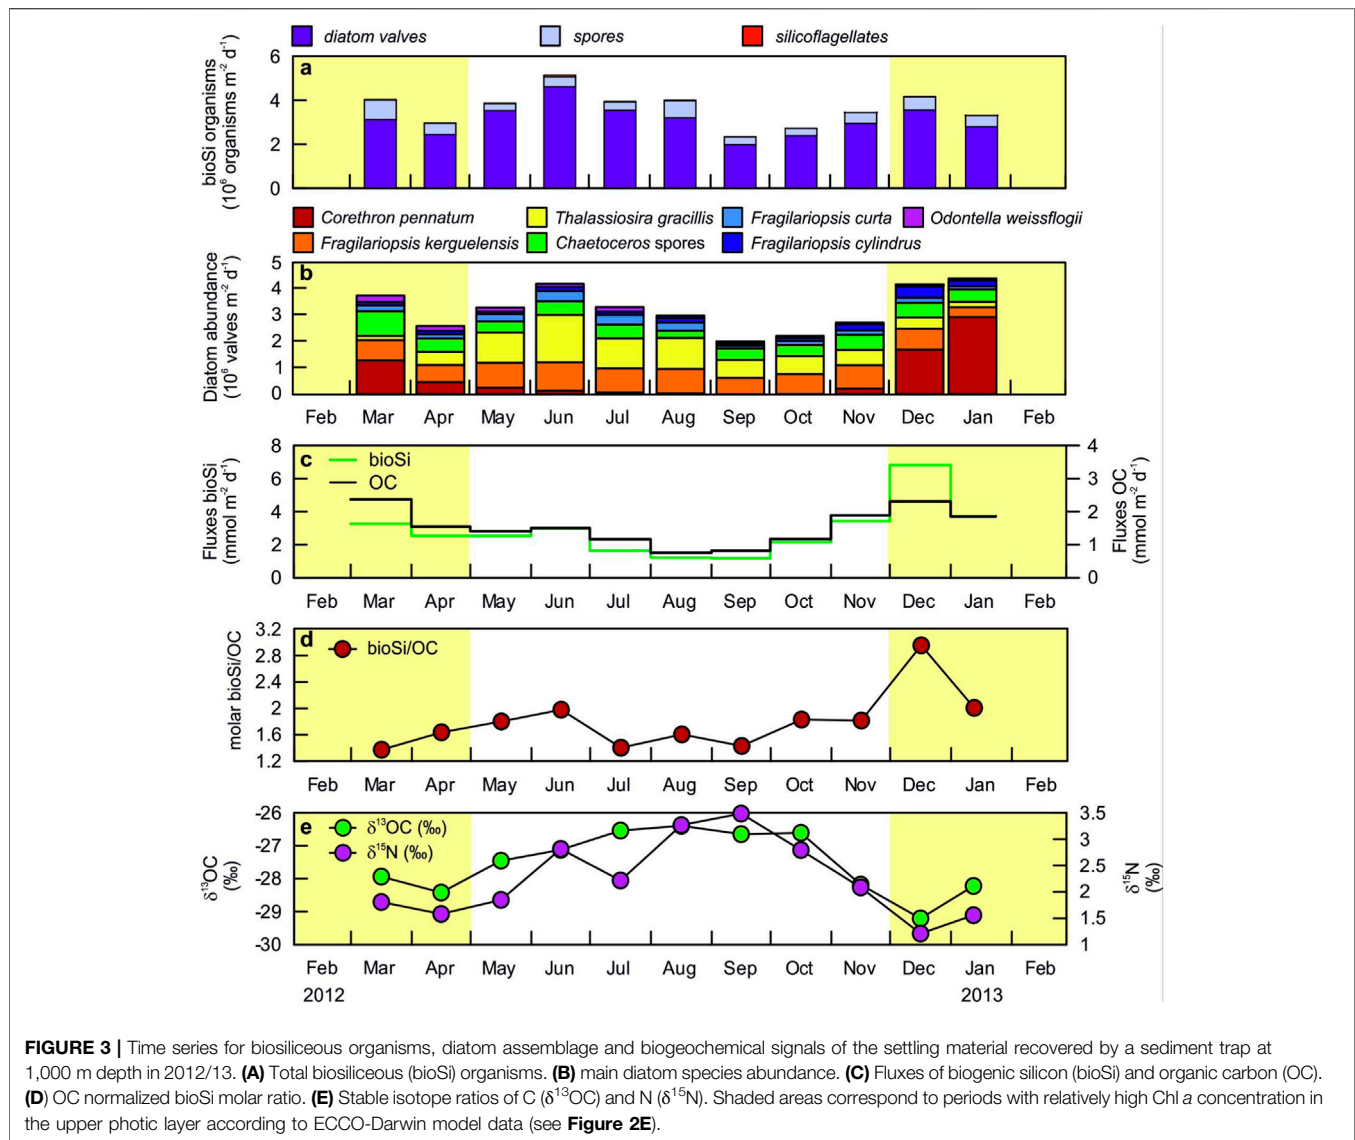 diatom valves spores silicoflagellates
a
bioSi organisms
(10⁶ organisms m⁻² d⁻¹)
6
4
2
0
Corethron pennatum Thalassiosira gracillis Fragilariopsis curta Odontella weissflogii
Fragilariopsis kerguelensis Chaetoceros spores Fragilariopsis cylindrus
b
Diatom abundance
(10⁶ valves m⁻² d⁻¹)
5
4
3
2
1
0
Feb Mar Apr May Jun Jul Aug Sep Oct Nov Dec Jan Feb
c
bioSi
OC
Fluxes bioSi
(mmol m⁻² d⁻¹)
8
6
4
2
0
4
3
2
1
0
Fluxes OC
(mmol m⁻² d⁻¹)
Feb Mar Apr May Jun Jul Aug Sep Oct Nov Dec Jan Feb
d
bioSi/OC
molar bioSi/OC
3.2
2.8
2.4
2
1.6
1.2
Feb Mar Apr May Jun Jul Aug Sep Oct Nov Dec Jan Feb
e
δ¹³OC (‰)
δ¹⁵N (‰)
δ¹³OC
(‰)
-26
-27
-28
-29
-30
3.5
3
2.5
2
1.5
1
δ¹⁵N
(‰)
Feb Mar Apr May Jun Jul Aug Sep Oct Nov Dec Jan Feb
2012 2013
FIGURE 3 | Time series for biosiliceous organisms, diatom assemblage and biogeochemical signals of the settling material recovered by a sediment trap at
1,000 m depth in 2012/13. (A) Total biosiliceous (bioSi) organisms. (B) main diatom species abundance. (C) Fluxes of biogenic silicon (bioSi) and organic carbon (OC).
(D) OC normalized bioSi molar ratio. (E) Stable isotope ratios of C (δ¹³OC) and N (δ¹⁵N). Shaded areas correspond to periods with relatively high Chl a concentration in
the upper photic layer according to ECCO-Darwin model data (see Figure 2E).